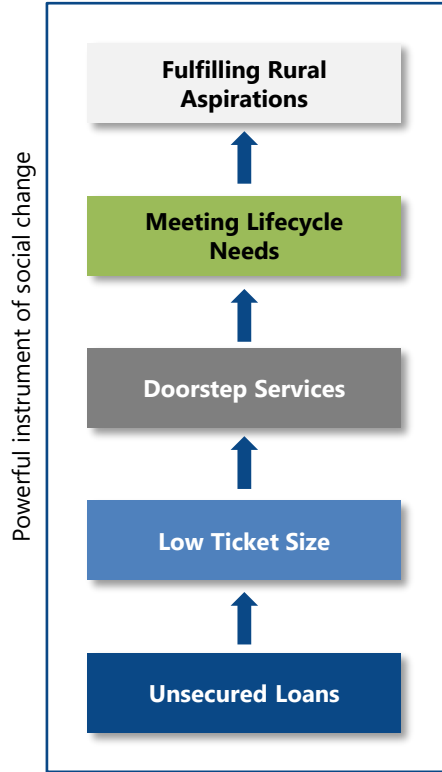 Powerful instrument of social change
Fulfilling Rural
Aspirations
Meeting Lifecycle
Needs
Doorstep Services
Low Ticket Size
Unsecured Loans